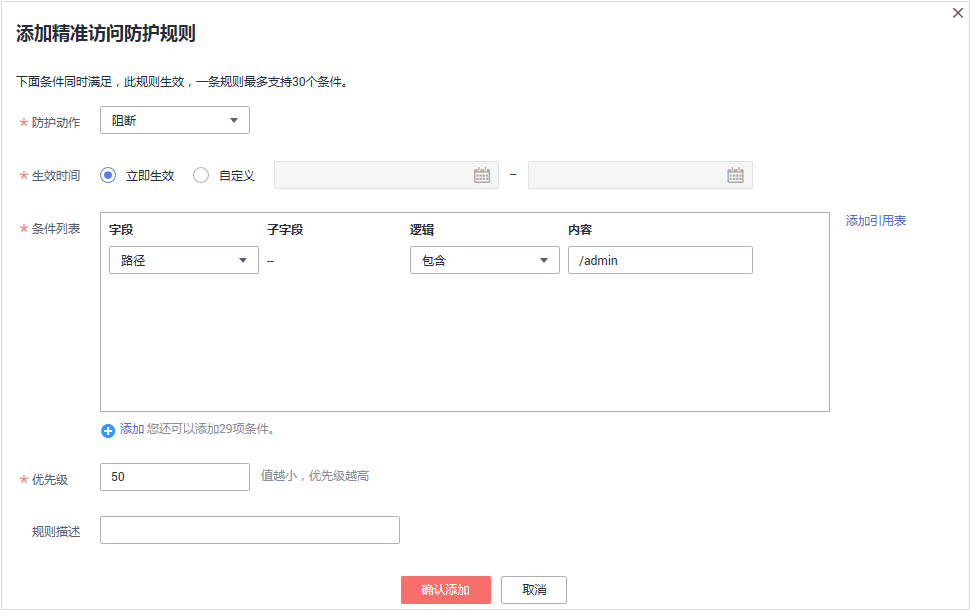 添加精准访问防护规则
下面条件同时满足，此规则生效，一条规则最多支持30个条件。
* 防护动作 阻断
* 生效时间 立即生效 自定义 –
* 条件列表 添加引用表
字段 子字段 逻辑 内容
路径 -- 包含 /admin
添加 您还可以添加29项条件。
* 优先级 50 值越小，优先级越高
规则描述
确认添加 取消